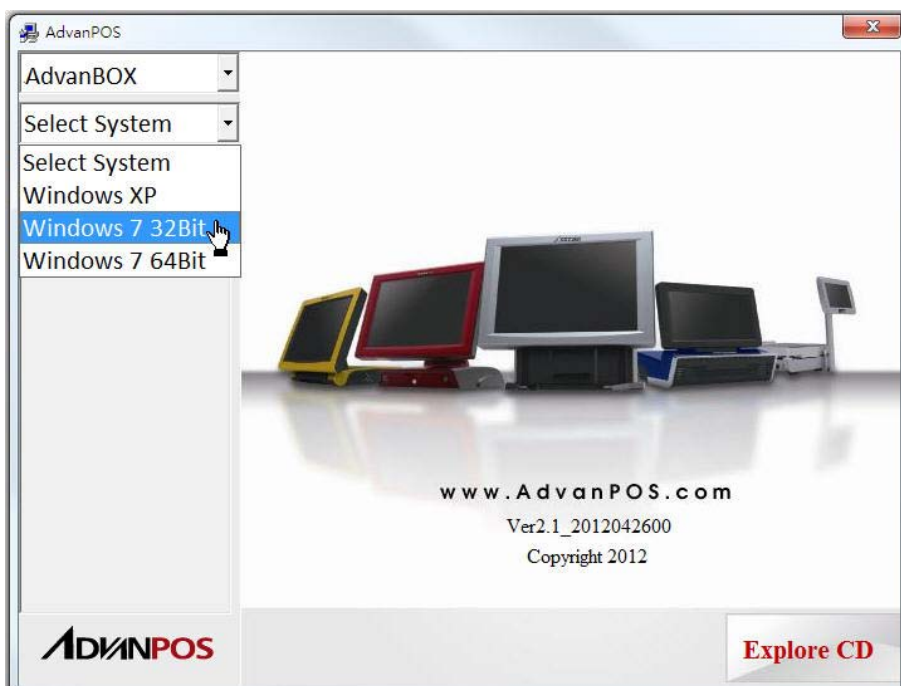 AdvanPOS
AdvanBOX
Select System
Select System
Windows XP
Windows 7 32Bit
Windows 7 64Bit
www.AdvanPOS.com
Ver2.1_2012042600
Copyright 2012
ADVANPOS
Explore CD